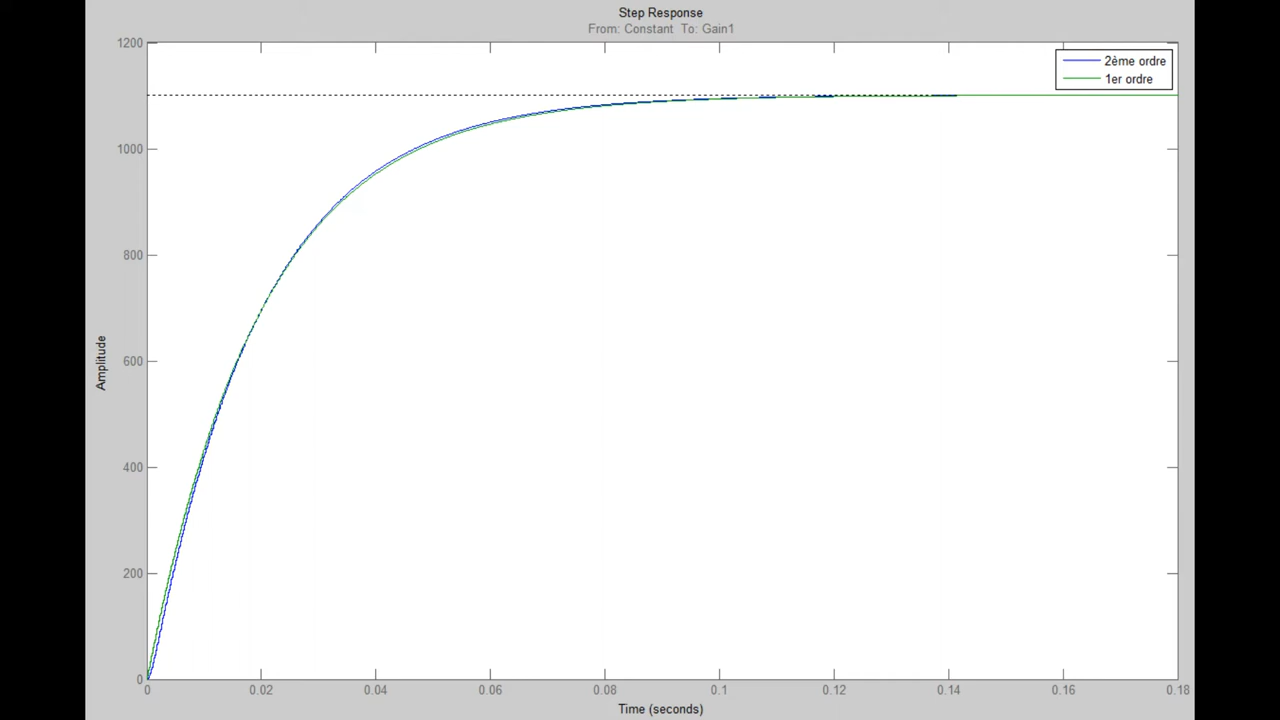 Step Response
From: Constant To: Gain1
2ème ordre
1er ordre
1200
1000
800
600
400
200
0
Amplitude
0 0.02 0.04 0.06 0.08 0.1 0.12 0.14 0.16 0.18
Time (seconds)